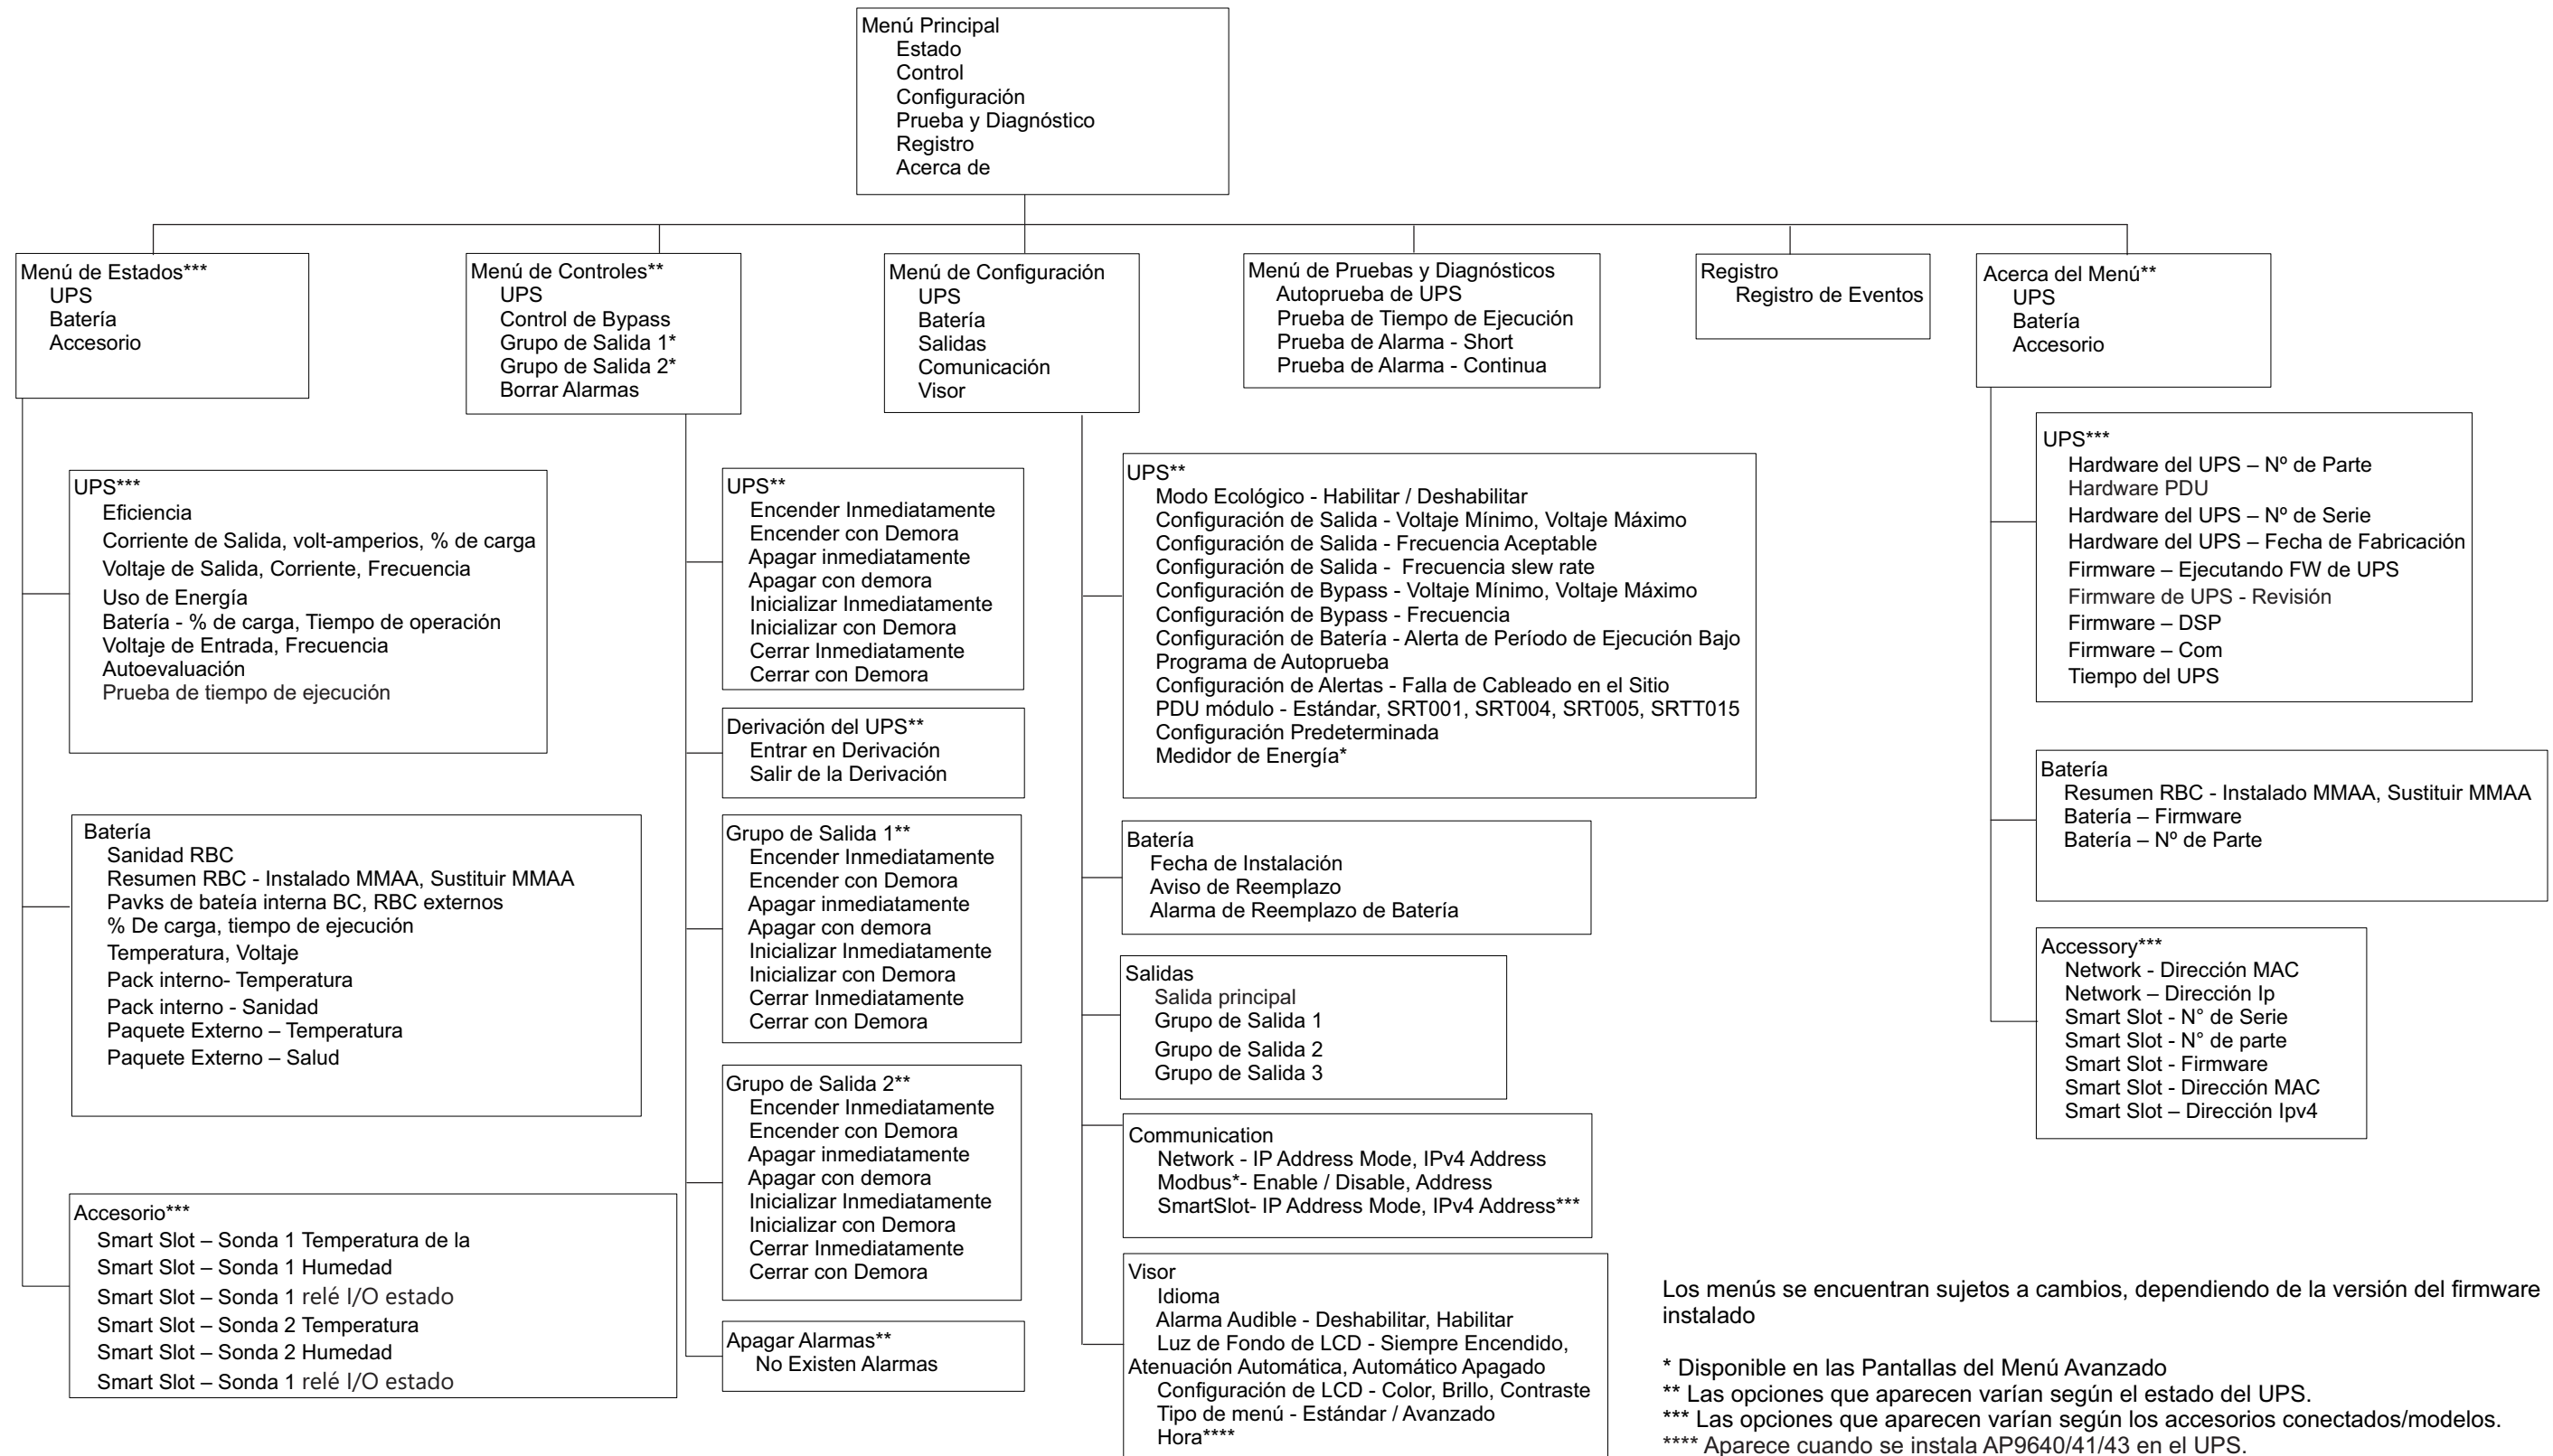 Menú Principal
Estado
Control
Configuración
Prueba y Diagnóstico
Registro
Acerca de
Menú de Estados***
UPS
Batería
Accesorio
Menú de Controles**
UPS
Control de Bypass
Grupo de Salida 1*
Grupo de Salida 2*
Borrar Alarmas
Menú de Configuración
UPS
Batería
Salidas
Comunicación
Visor
Menú de Pruebas y Diagnósticos
Autoprueba de UPS
Prueba de Tiempo de Ejecución
Prueba de Alarma - Short
Prueba de Alarma - Continua
Registro
Registro de Eventos
Acerca del Menú**
UPS
Batería
Accesorio
UPS***
Eficiencia
Corriente de Salida, volt-amperios, % de carga
Voltaje de Salida, Corriente, Frecuencia
Uso de Energía
Batería - % de carga, Tiempo de operación
Voltaje de Entrada, Frecuencia
Autoevaluación
Prueba de tiempo de ejecución
Batería
Sanidad RBC
Resumen RBC - Instalado MMAA, Sustituir MMAA
Pavks de bateía interna BC, RBC externos
% De carga, tiempo de ejecución
Temperatura, Voltaje
Pack interno- Temperatura
Pack interno - Sanidad
Paquete Externo – Temperatura
Paquete Externo – Salud
Accesorio***
Smart Slot – Sonda 1 Temperatura de la
Smart Slot – Sonda 1 Humedad
Smart Slot – Sonda 1 relé I/O estado
Smart Slot – Sonda 2 Temperatura
Smart Slot – Sonda 2 Humedad
Smart Slot – Sonda 1 relé I/O estado
UPS**
Encender Inmediatamente
Encender con Demora
Apagar inmediatamente
Apagar con demora
Inicializar Inmediatamente
Inicializar con Demora
Cerrar Inmediatamente
Cerrar con Demora
Derivación del UPS**
Entrar en Derivación
Salir de la Derivación
Grupo de Salida 1**
Encender Inmediatamente
Encender con Demora
Apagar inmediatamente
Apagar con demora
Inicializar Inmediatamente
Inicializar con Demora
Cerrar Inmediatamente
Cerrar con Demora
Grupo de Salida 2**
Encender Inmediatamente
Encender con Demora
Apagar inmediatamente
Apagar con demora
Inicializar Inmediatamente
Inicializar con Demora
Cerrar Inmediatamente
Cerrar con Demora
Apagar Alarmas**
No Existen Alarmas
UPS**
Modo Ecológico - Habilitar / Deshabilitar
Configuración de Salida - Voltaje Mínimo, Voltaje Máximo
Configuración de Salida - Frecuencia Aceptable
Configuración de Salida - Frecuencia slew rate
Configuración de Bypass - Voltaje Mínimo, Voltaje Máximo
Configuración de Bypass - Frecuencia
Configuración de Batería - Alerta de Período de Ejecución Bajo
Programa de Autoprueba
Configuración de Alertas - Falla de Cableado en el Sitio
PDU módulo - Estándar, SRT001, SRT004, SRT005, SRTT015
Configuración Predeterminada
Medidor de Energía*
Batería
Fecha de Instalación
Aviso de Reemplazo
Alarma de Reemplazo de Batería
Salidas
Salida principal
Grupo de Salida 1
Grupo de Salida 2
Grupo de Salida 3
Communication
Network - IP Address Mode, IPv4 Address
Modbus*- Enable / Disable, Address
SmartSlot- IP Address Mode, IPv4 Address***
Visor
Idioma
Alarma Audible - Deshabilitar, Habilitar
Luz de Fondo de LCD - Siempre Encendido,
Atenuación Automática, Automático Apagado
Configuración de LCD - Color, Brillo, Contraste
Tipo de menú - Estándar / Avanzado
Hora****
UPS***
Hardware del UPS – Nº de Parte
Hardware PDU
Hardware del UPS – Nº de Serie
Hardware del UPS – Fecha de Fabricación
Firmware – Ejecutando FW de UPS
Firmware de UPS - Revisión
Firmware – DSP
Firmware – Com
Tiempo del UPS
Batería
Resumen RBC - Instalado MMAA, Sustituir MMAA
Batería – Firmware
Batería – Nº de Parte
Accessory***
Network - Dirección MAC
Network – Dirección Ip
Smart Slot - N° de Serie
Smart Slot - N° de parte
Smart Slot - Firmware
Smart Slot - Dirección MAC
Smart Slot – Dirección Ipv4
Los menús se encuentran sujetos a cambios, dependiendo de la versión del firmware
instalado
* Disponible en las Pantallas del Menú Avanzado
** Las opciones que aparecen varían según el estado del UPS.
*** Las opciones que aparecen varían según los accesorios conectados/modelos.
**** Aparece cuando se instala AP9640/41/43 en el UPS.